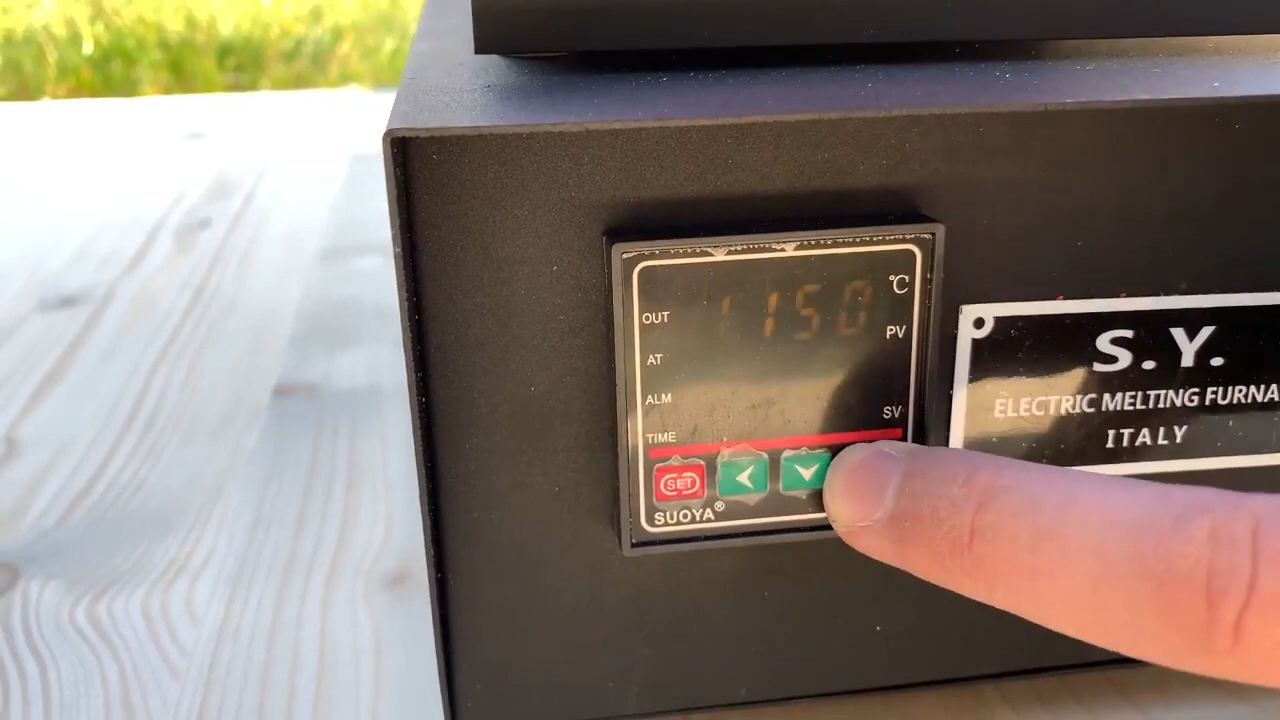 1150
°C
OUT
PV
AT
ALM
SV
TIME
SET
SUOYA®
S.Y.
ELECTRIC MELTING FURNA
ITALY